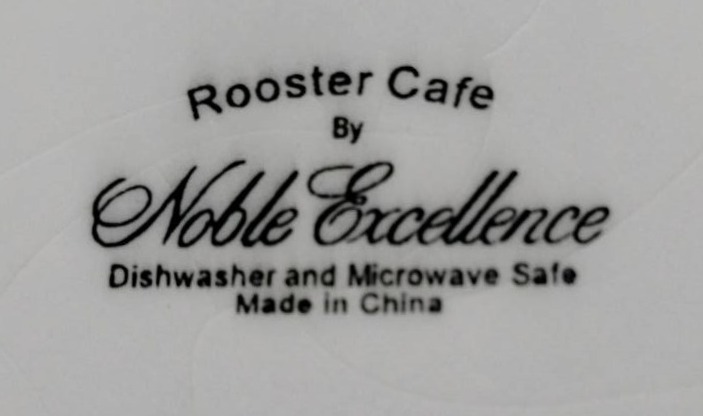 Rooster Cafe
By
Noble Excellence
Dishwasher and Microwave Safe
Made in China